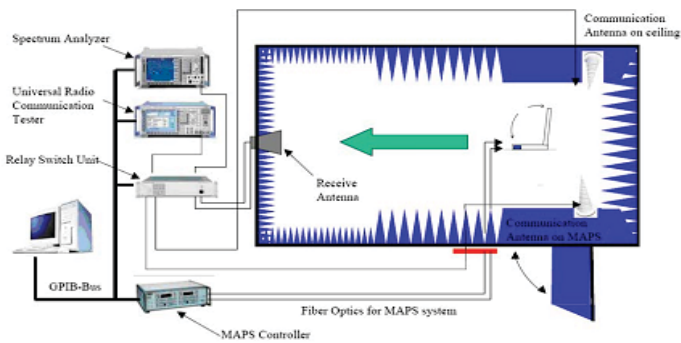 Communication
Antenna on ceiling
Spectrum Analyzer
Universal Radio
Communication
Tester
Relay Switch Unit
Receive
Antenna
Communication
Antenna on MAPS
GPIB-Bus
Fiber Optics for MAPS system
MAPS Controller